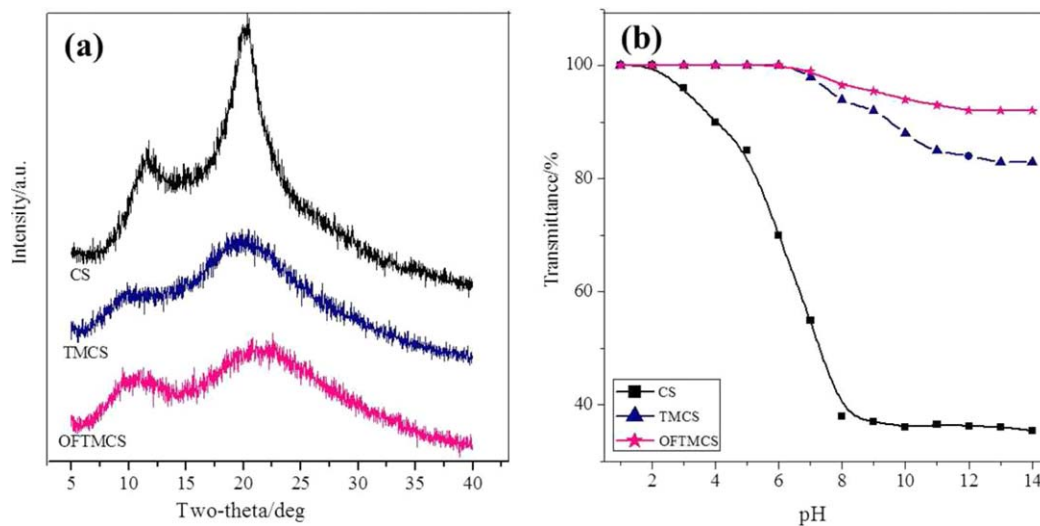 (a)
Intensity/a.u.
CS
TMCS
OFTMCS
5 10 15 20 25 30 35 40
Two-theta/deg
(b)
Transmittance/%
100
80
60
40
CS
TMCS
OFTMCS
2 4 6 8 10 12 14
pH